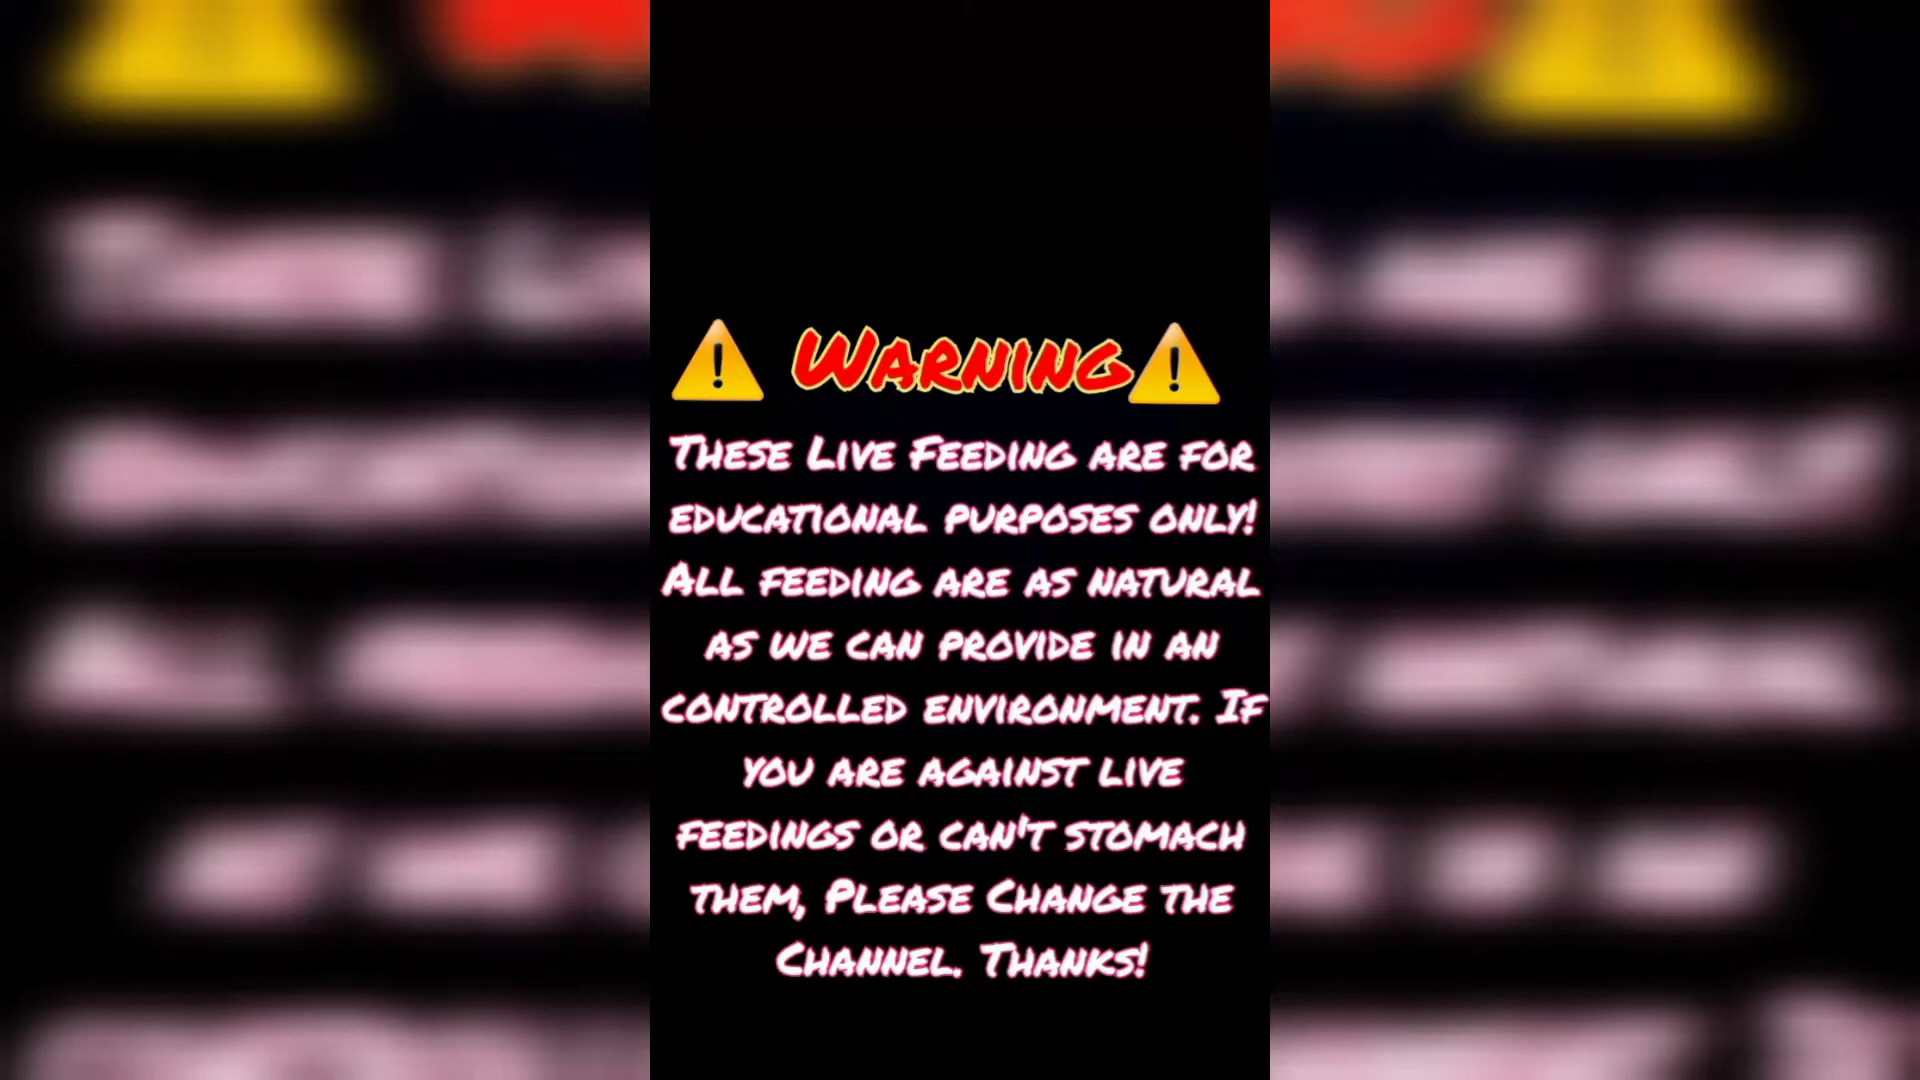 Warning
These Live Feeding are for
educational purposes only!
All feeding are as natural
as we can provide in an
controlled environment. If
you are against live
feedings or can't stomach
them, Please Change the
Channel. Thanks!